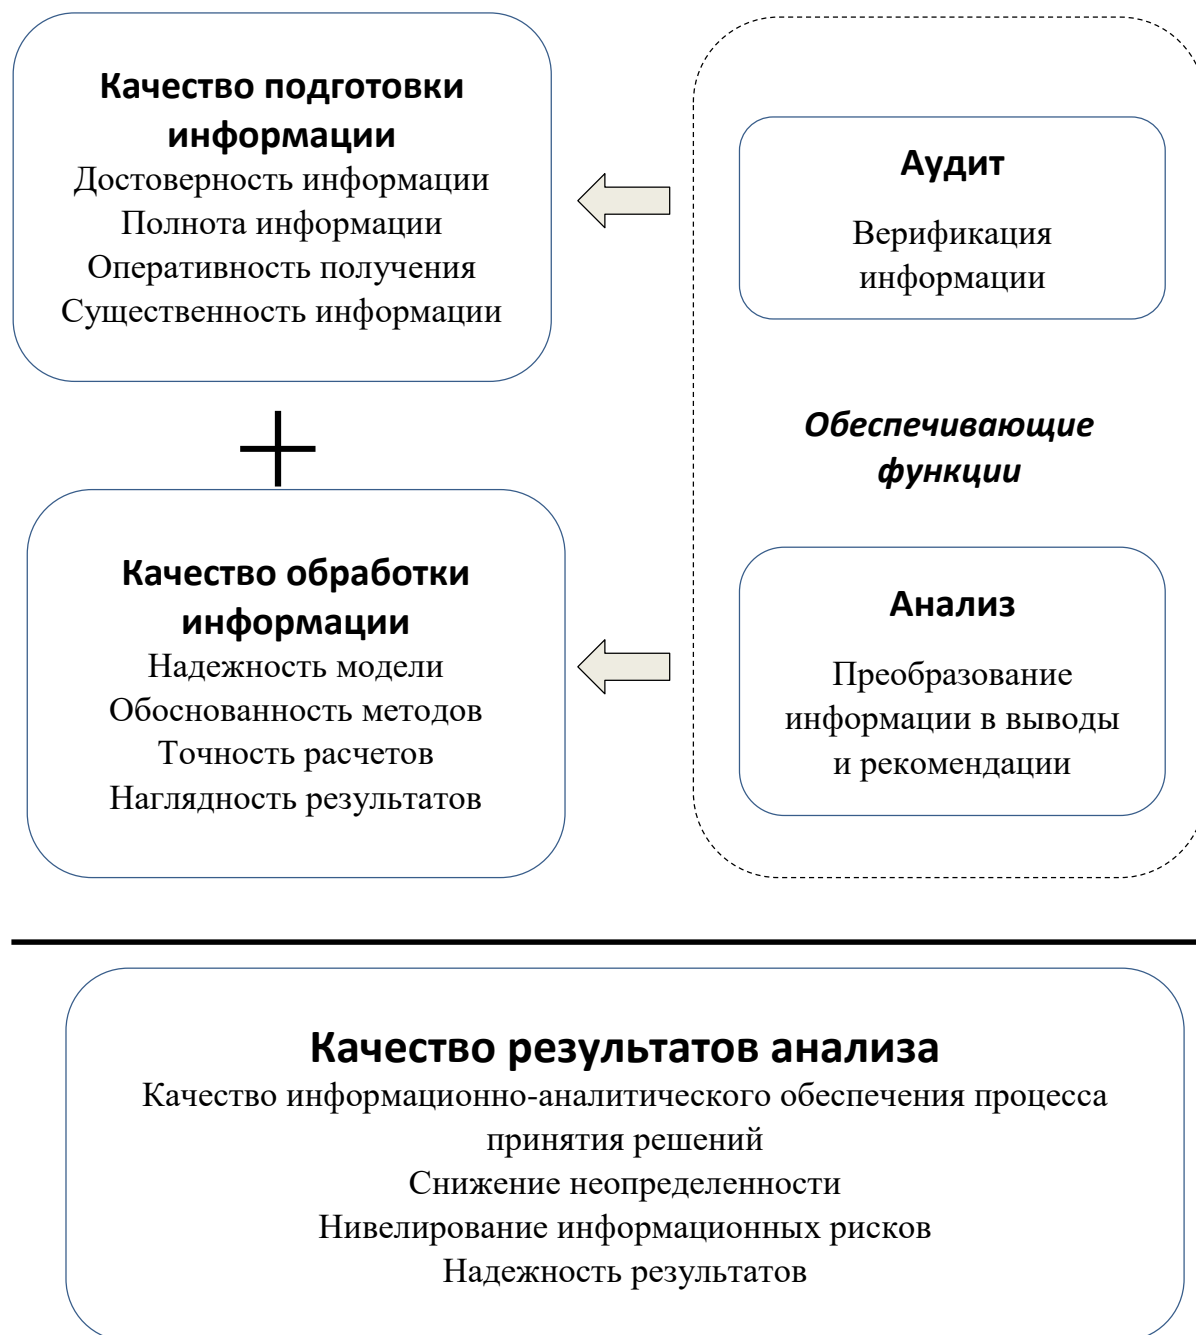 Качество подготовки
информации
Достоверность информации
Полнота информации
Оперативность получения
Существенность информации
Аудит
Верификация
информации
Обеспечивающие
функции
Качество обработки
информации
Надежность модели
Обоснованность методов
Точность расчетов
Наглядность результатов
Анализ
Преобразование
информации в выводы
и рекомендации
Качество результатов анализа
Качество информационно-аналитического обеспечения процесса
принятия решений
Снижение неопределенности
Нивелирование информационных рисков
Надежность результатов